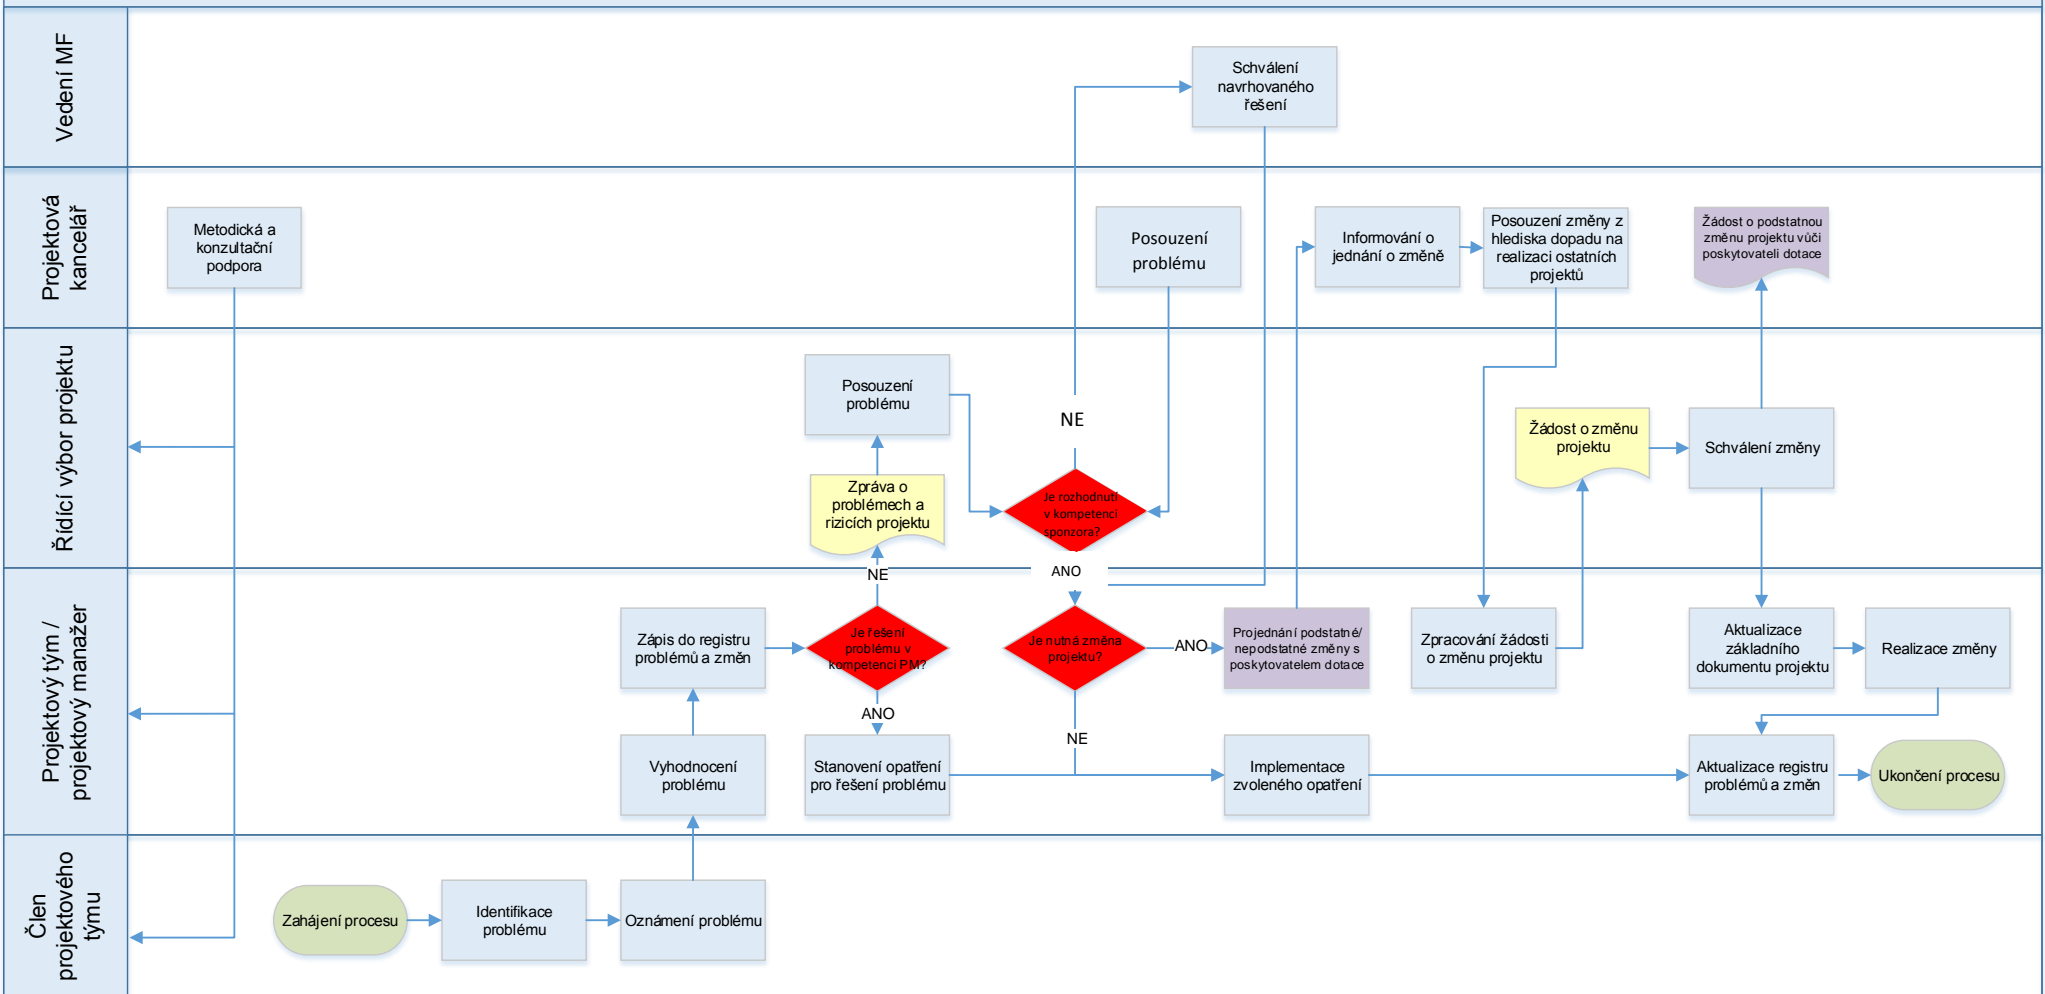 Vedení MF
Schválení
navrhovaného
řešení
Projektová
kancelář
Metodická a
konzultační
podpora
Posouzení
problému
Informování o
jednání o změně
Posouzení změny z
hlediska dopadu na
realizaci ostatních
projektů
Žádost o podstatnou
změnu projektu vůči
poskytovateli dotace
Řídící výbor projektu
Posouzení
problému
NE
Zpráva o
problémech a
rizicích projektu
Je rozhodnutí
v kompetenci
sponzora?
Žádost o změnu
projektu
Schválení změny
NE
ANO
Projektový tým /
projektový manažer
Zápis do registru
problémů a změn
Je řešení
problému v
kompetenci PM?
Je nutná změna
projektu?
ANO
Projednání podstatné/
nepodstatné změny s
poskytovatelem dotace
Zpracování žádosti
o změnu projektu
Aktualizace
základního
dokumentu projektu
Realizace změny
ANO
NE
Vyhodnocení
problému
Stanovení opatření
pro řešení problému
Implementace
zvoleného opatření
Aktualizace registru
problémů a změn
Ukončení procesu
Člen
projektového
týmu
Zahájení procesu
Identifikace
problému
Oznámení problému